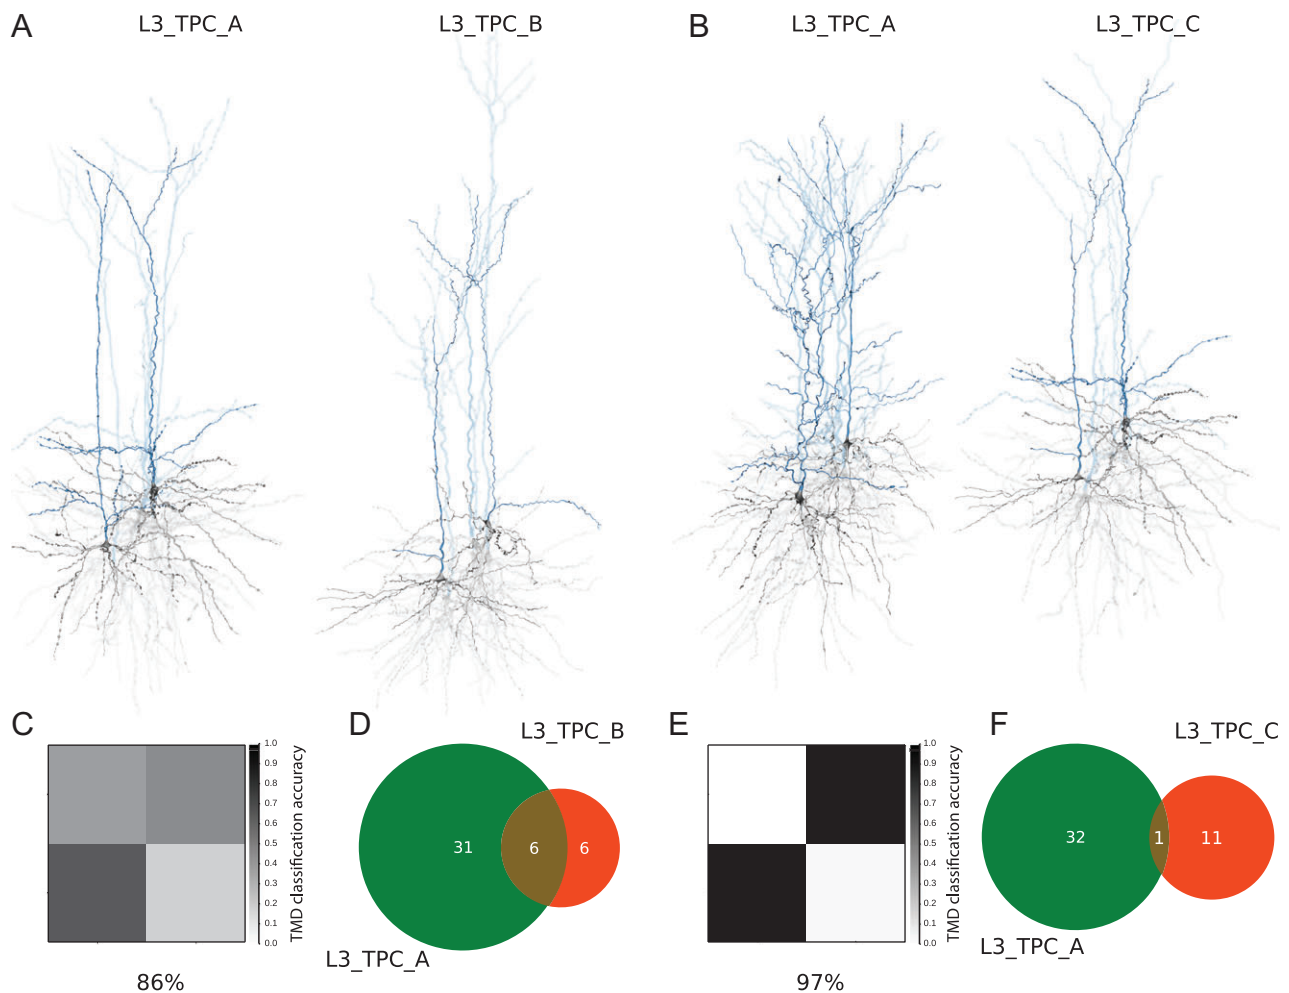 A
L3_TPC_A
L3_TPC_B
B
L3_TPC_A
L3_TPC_C
C
1.0
0.9
0.8
0.7
0.6
0.5
0.4
0.3
0.2
0.1
0.0
TMD classification accuracy
86%
D
L3_TPC_B
31
6
6
L3_TPC_A
E
1.0
0.9
0.8
0.7
0.6
0.5
0.4
0.3
0.2
0.1
0.0
TMD classification accuracy
97%
F
L3_TPC_C
32
1
11
L3_TPC_A